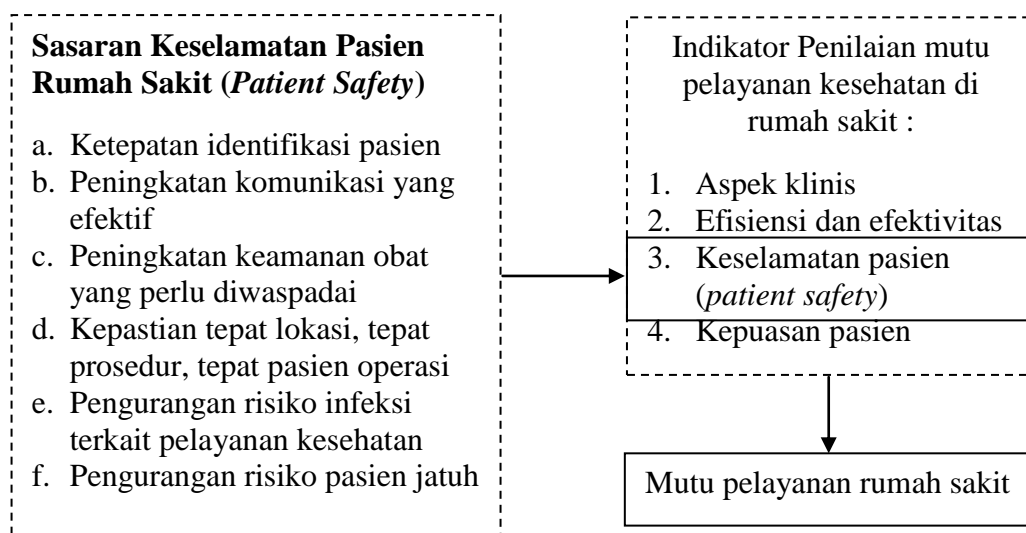 Sasaran Keselamatan Pasien
Rumah Sakit (Patient Safety)
a. Ketepatan identifikasi pasien
b. Peningkatan komunikasi yang
efektif
c. Peningkatan keamanan obat
yang perlu diwaspadai
d. Kepastian tepat lokasi, tepat
prosedur, tepat pasien operasi
e. Pengurangan risiko infeksi
terkait pelayanan kesehatan
f. Pengurangan risiko pasien jatuh
Indikator Penilaian mutu
pelayanan kesehatan di
rumah sakit :
1. Aspek klinis
2. Efisiensi dan efektivitas
3. Keselamatan pasien
(patient safety)
4. Kepuasan pasien
Mutu pelayanan rumah sakit